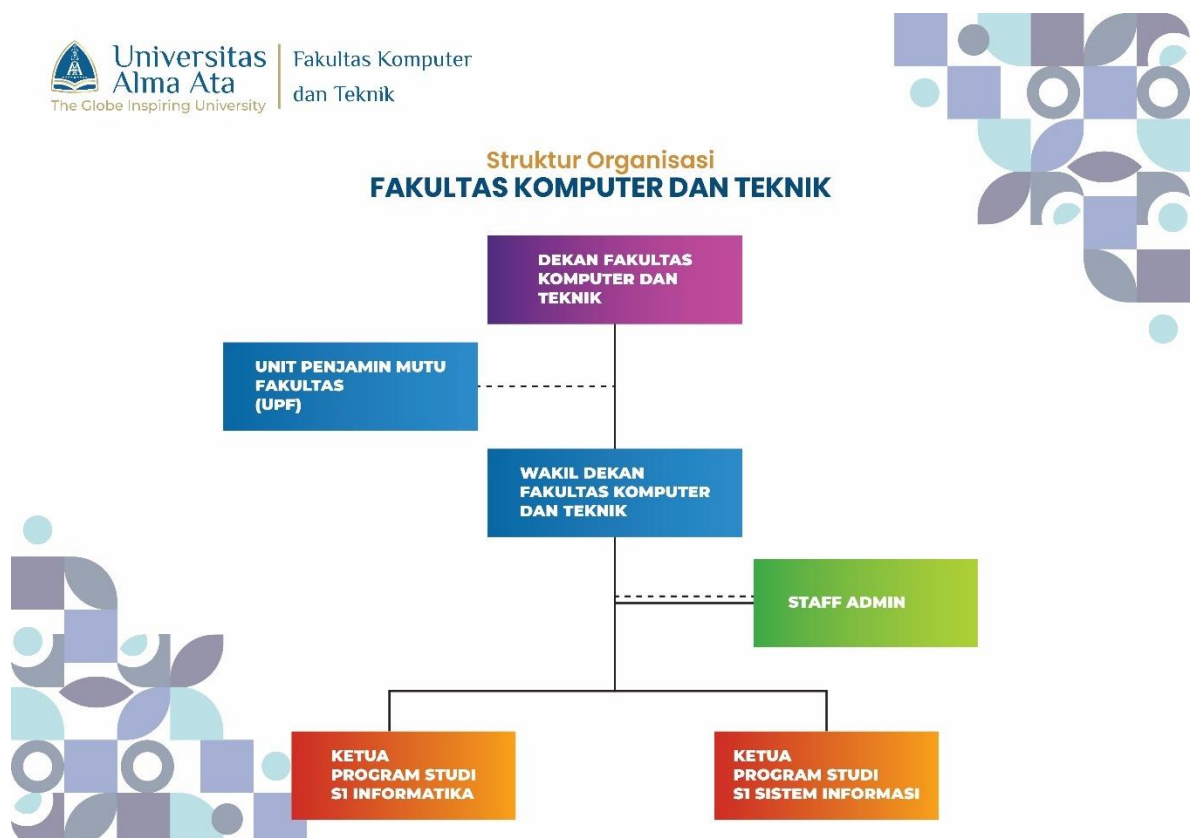 Universitas
Alma Ata
The Globe Inspiring University
Fakultas Komputer
dan Teknik
Struktur Organisasi
FAKULTAS KOMPUTER DAN TEKNIK
DEKAN FAKULTAS
KOMPUTER DAN
TEKNIK
UNIT PENJAMIN MUTU
FAKULTAS
(UPF)
WAKIL DEKAN
FAKULTAS KOMPUTER
DAN TEKNIK
STAFF ADMIN
KETUA
PROGRAM STUDI
S1 INFORMATIKA
KETUA
PROGRAM STUDI
S1 SISTEM INFORMASI